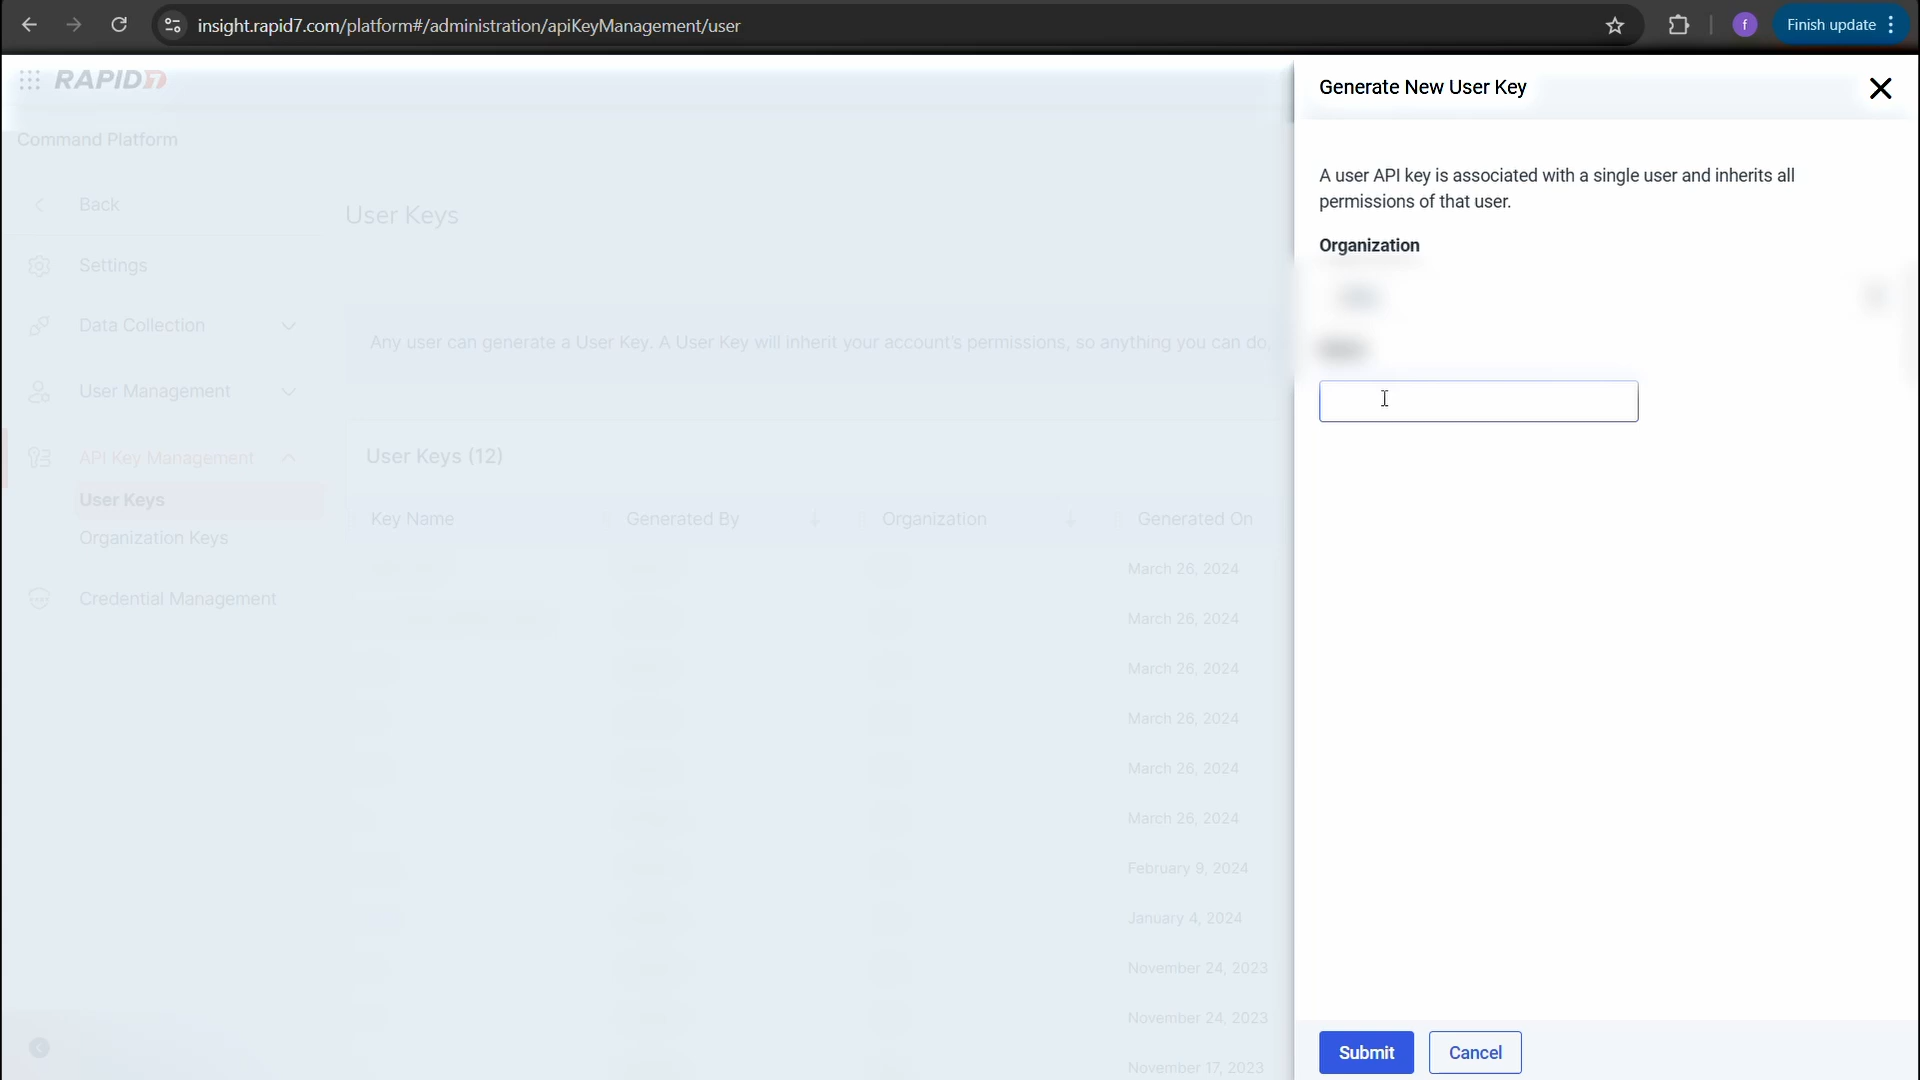 insight.rapid7.com/platform#/administration/apiKeyManagement/user
f
Finish update
RAPID7
Command Platform
Back
Settings
Data Collection
User Management
API Key Management
User Keys
Organization Keys
Credential Management
User Keys
Any user can generate a User Key. A User Key will inherit your account's permissions, so anything you can do,
User Keys (12)
Key Name Generated By Organization Generated On
March 26, 2024
March 26, 2024
March 26, 2024
March 26, 2024
March 26, 2024
March 26, 2024
February 9, 2024
January 4, 2024
November 24, 2023
November 24, 2023
November 17, 2023
Generate New User Key
A user API key is associated with a single user and inherits all
permissions of that user.
Organization
Submit Cancel